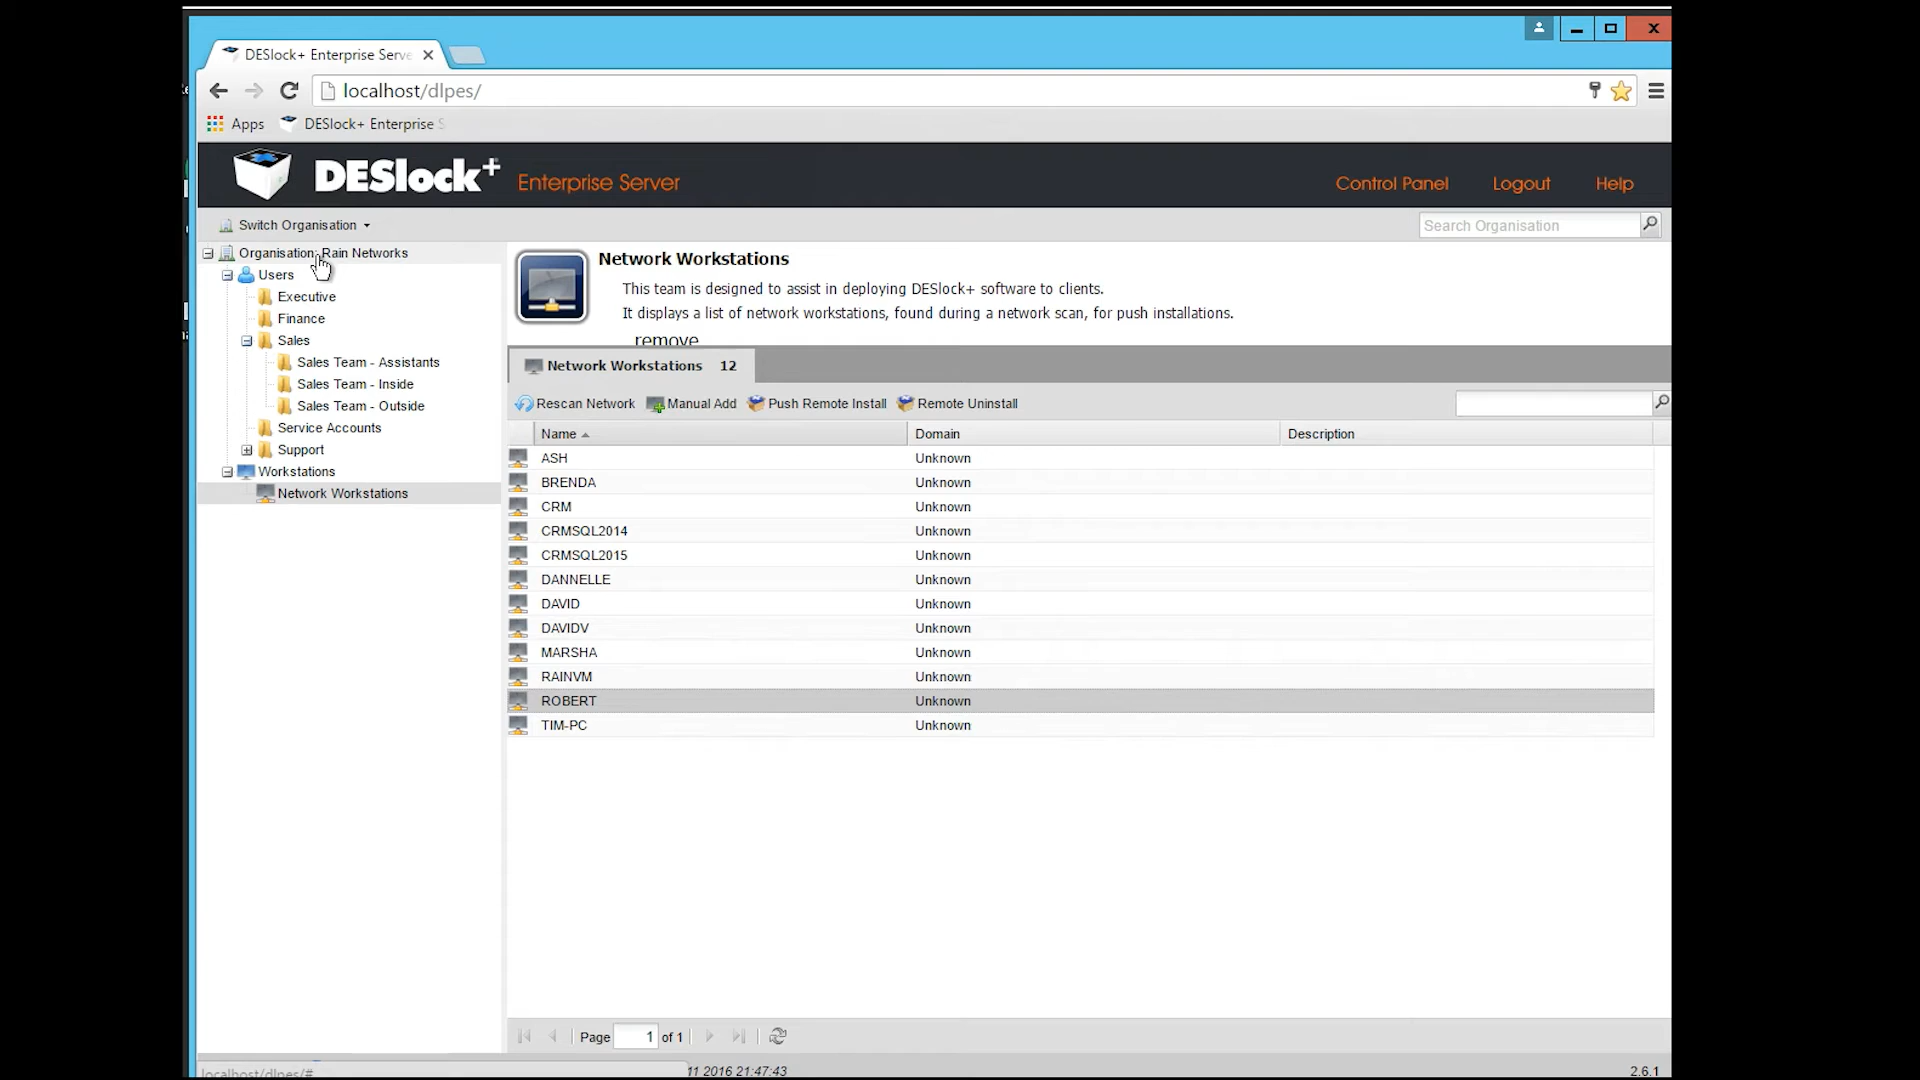 DESlock+ Enterprise Serve
localhost/dlpes/
Apps DESlock+ Enterprise S
DESlock+ Enterprise Server Control Panel Logout Help
Switch Organisation Search Organisation
Organisation: Rain Networks
Users
Executive
Finance
Sales
Sales Team - Assistants
Sales Team - Inside
Sales Team - Outside
Service Accounts
Support
Workstations
Network Workstations
Network Workstations
This team is designed to assist in deploying DESlock+ software to clients.
It displays a list of network workstations, found during a network scan, for push installations.
remove
Network Workstations 12
Rescan Network Manual Add Push Remote Install Remote Uninstall
Name Domain Description
ASH Unknown
BRENDA Unknown
CRM Unknown
CRMSQL2014 Unknown
CRMSQL2015 Unknown
DANNELLE Unknown
DAVID Unknown
DAVIDV Unknown
MARSHA Unknown
RAINVM Unknown
ROBERT Unknown
TIM-PC Unknown
Page 1 of 1
localhost/dlpes/# 11 2016 21:47:43 2.6.1